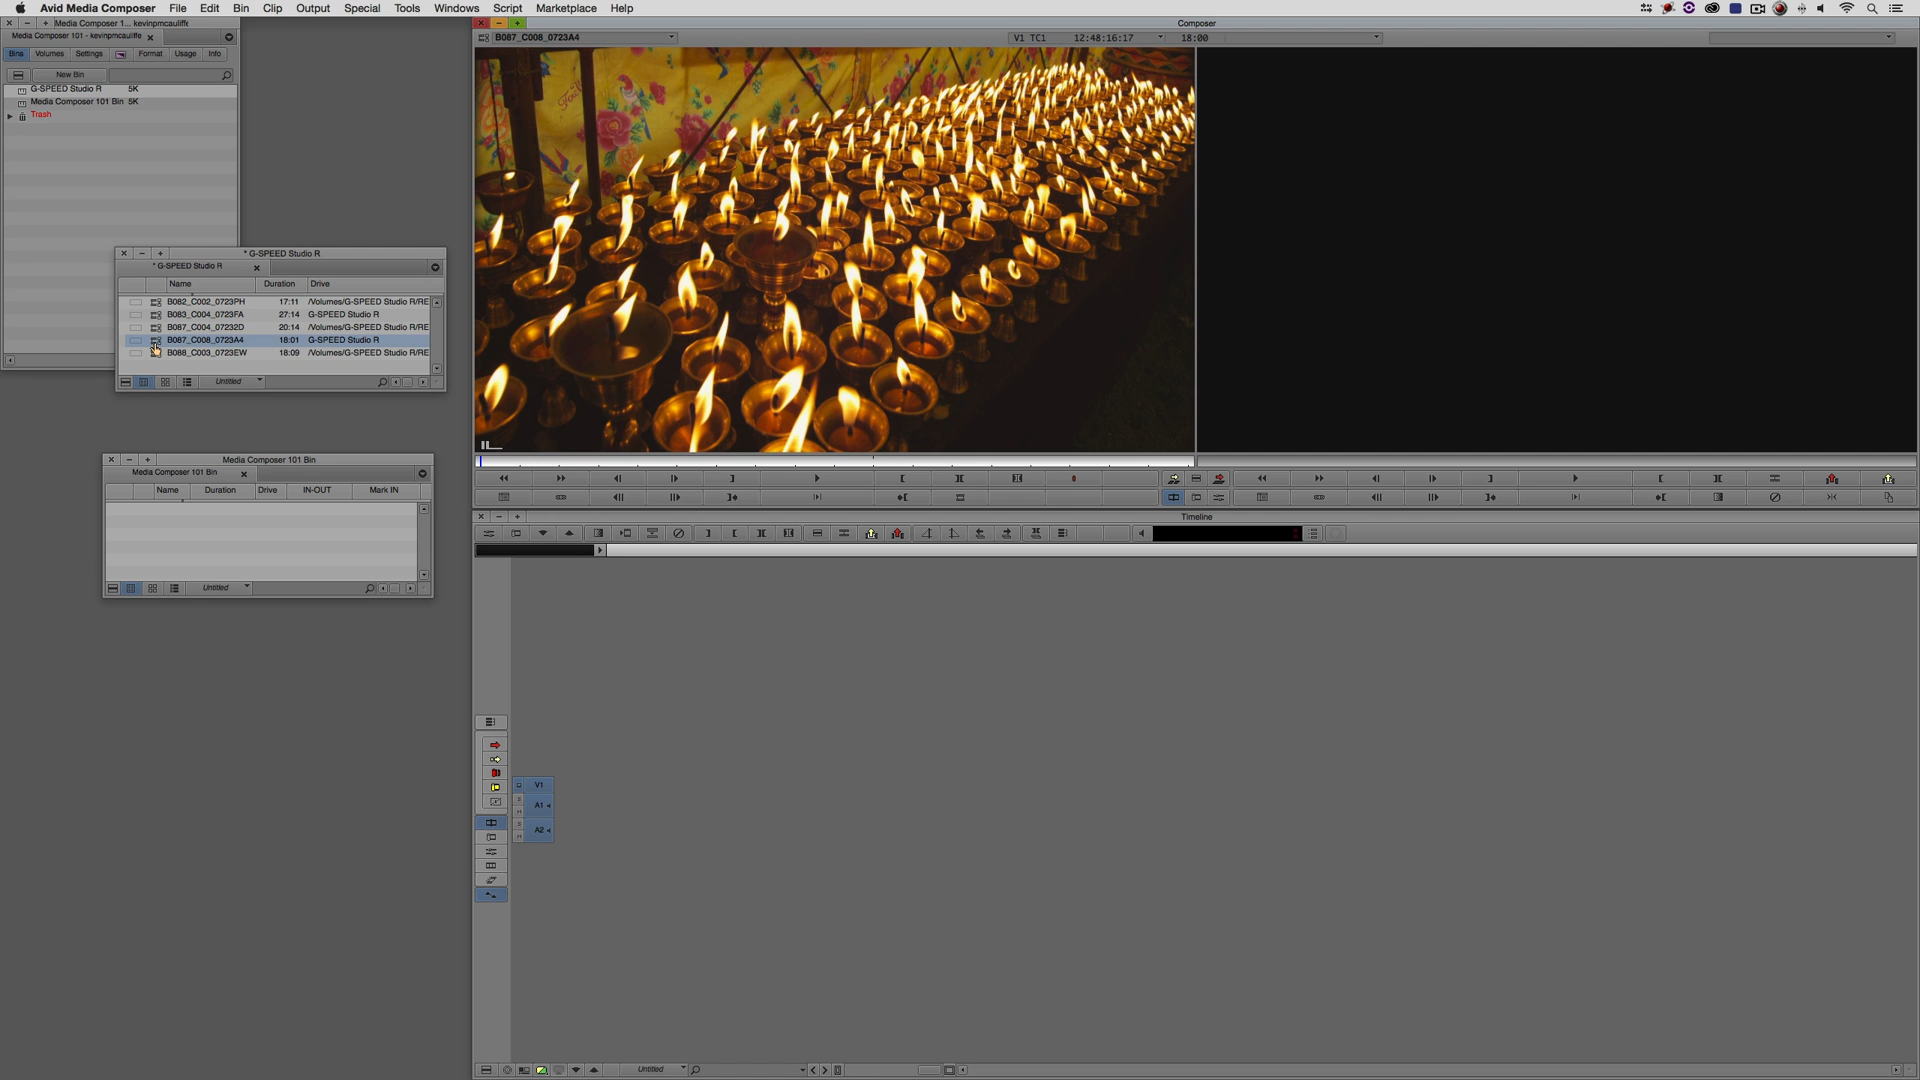 Avid Media Composer File Edit Bin Clip Output Special Tools Windows Script Marketplace Help
Media Composer 1... kevinpmcauliffe
Media Composer 101 - kevinpmcauliffe
Bins Volumes Settings Format Usage Info
New Bin
G-SPEED Studio R 5K
Media Composer 101 Bin 5K
Trash
* G-SPEED Studio R
* G-SPEED Studio R
Name Duration Drive
B082_C002_0723PH 17:11 /Volumes/G-SPEED Studio R/RE
B083_C004_0723FA 27:14 G-SPEED Studio R
B087_C004_07232D 20:14 /Volumes/G-SPEED Studio R/RE
B087_C008_0723A4 18:01 G-SPEED Studio R
B088_C003_0723EW 18:09 /Volumes/G-SPEED Studio R/RE
Untitled
Media Composer 101 Bin
Media Composer 101 Bin
Name Duration Drive IN-OUT Mark IN
Untitled
Composer
B087_C008_0723A4 V1 TC1 12:48:16:17 18:00
Timeline
V1
A1
A2
Untitled